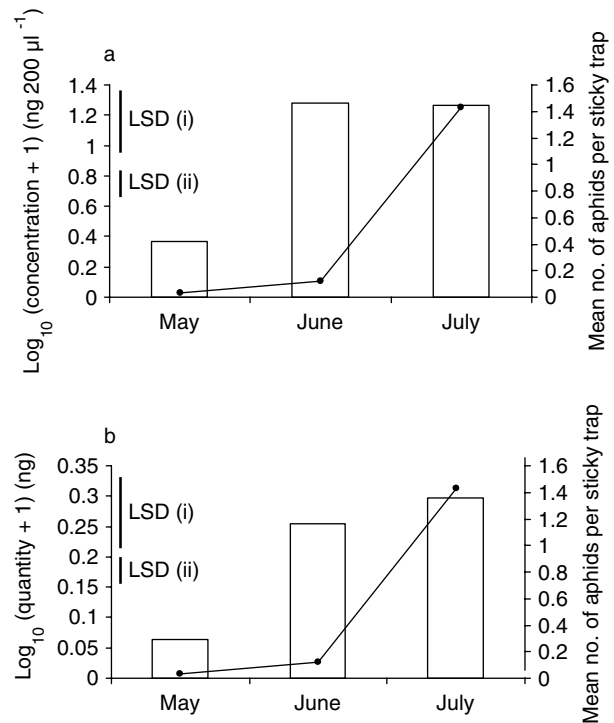 a
Log10 (concentration + 1) (ng 200 µl-1)
1.4
1.2
1
0.8
0.6
0.4
0.2
0
LSD (i)
LSD (ii)
May
June
July
1.6
1.4
1.2
1
0.8
0.6
0.4
0.2
0
Mean no. of aphids per sticky trap
b
Log10 (quantity + 1) (ng)
0.35
0.3
0.25
0.2
0.15
0.1
0.05
0
LSD (i)
LSD (ii)
May
June
July
1.6
1.4
1.2
1
0.8
0.6
0.4
0.2
0
Mean no. of aphids per sticky trap